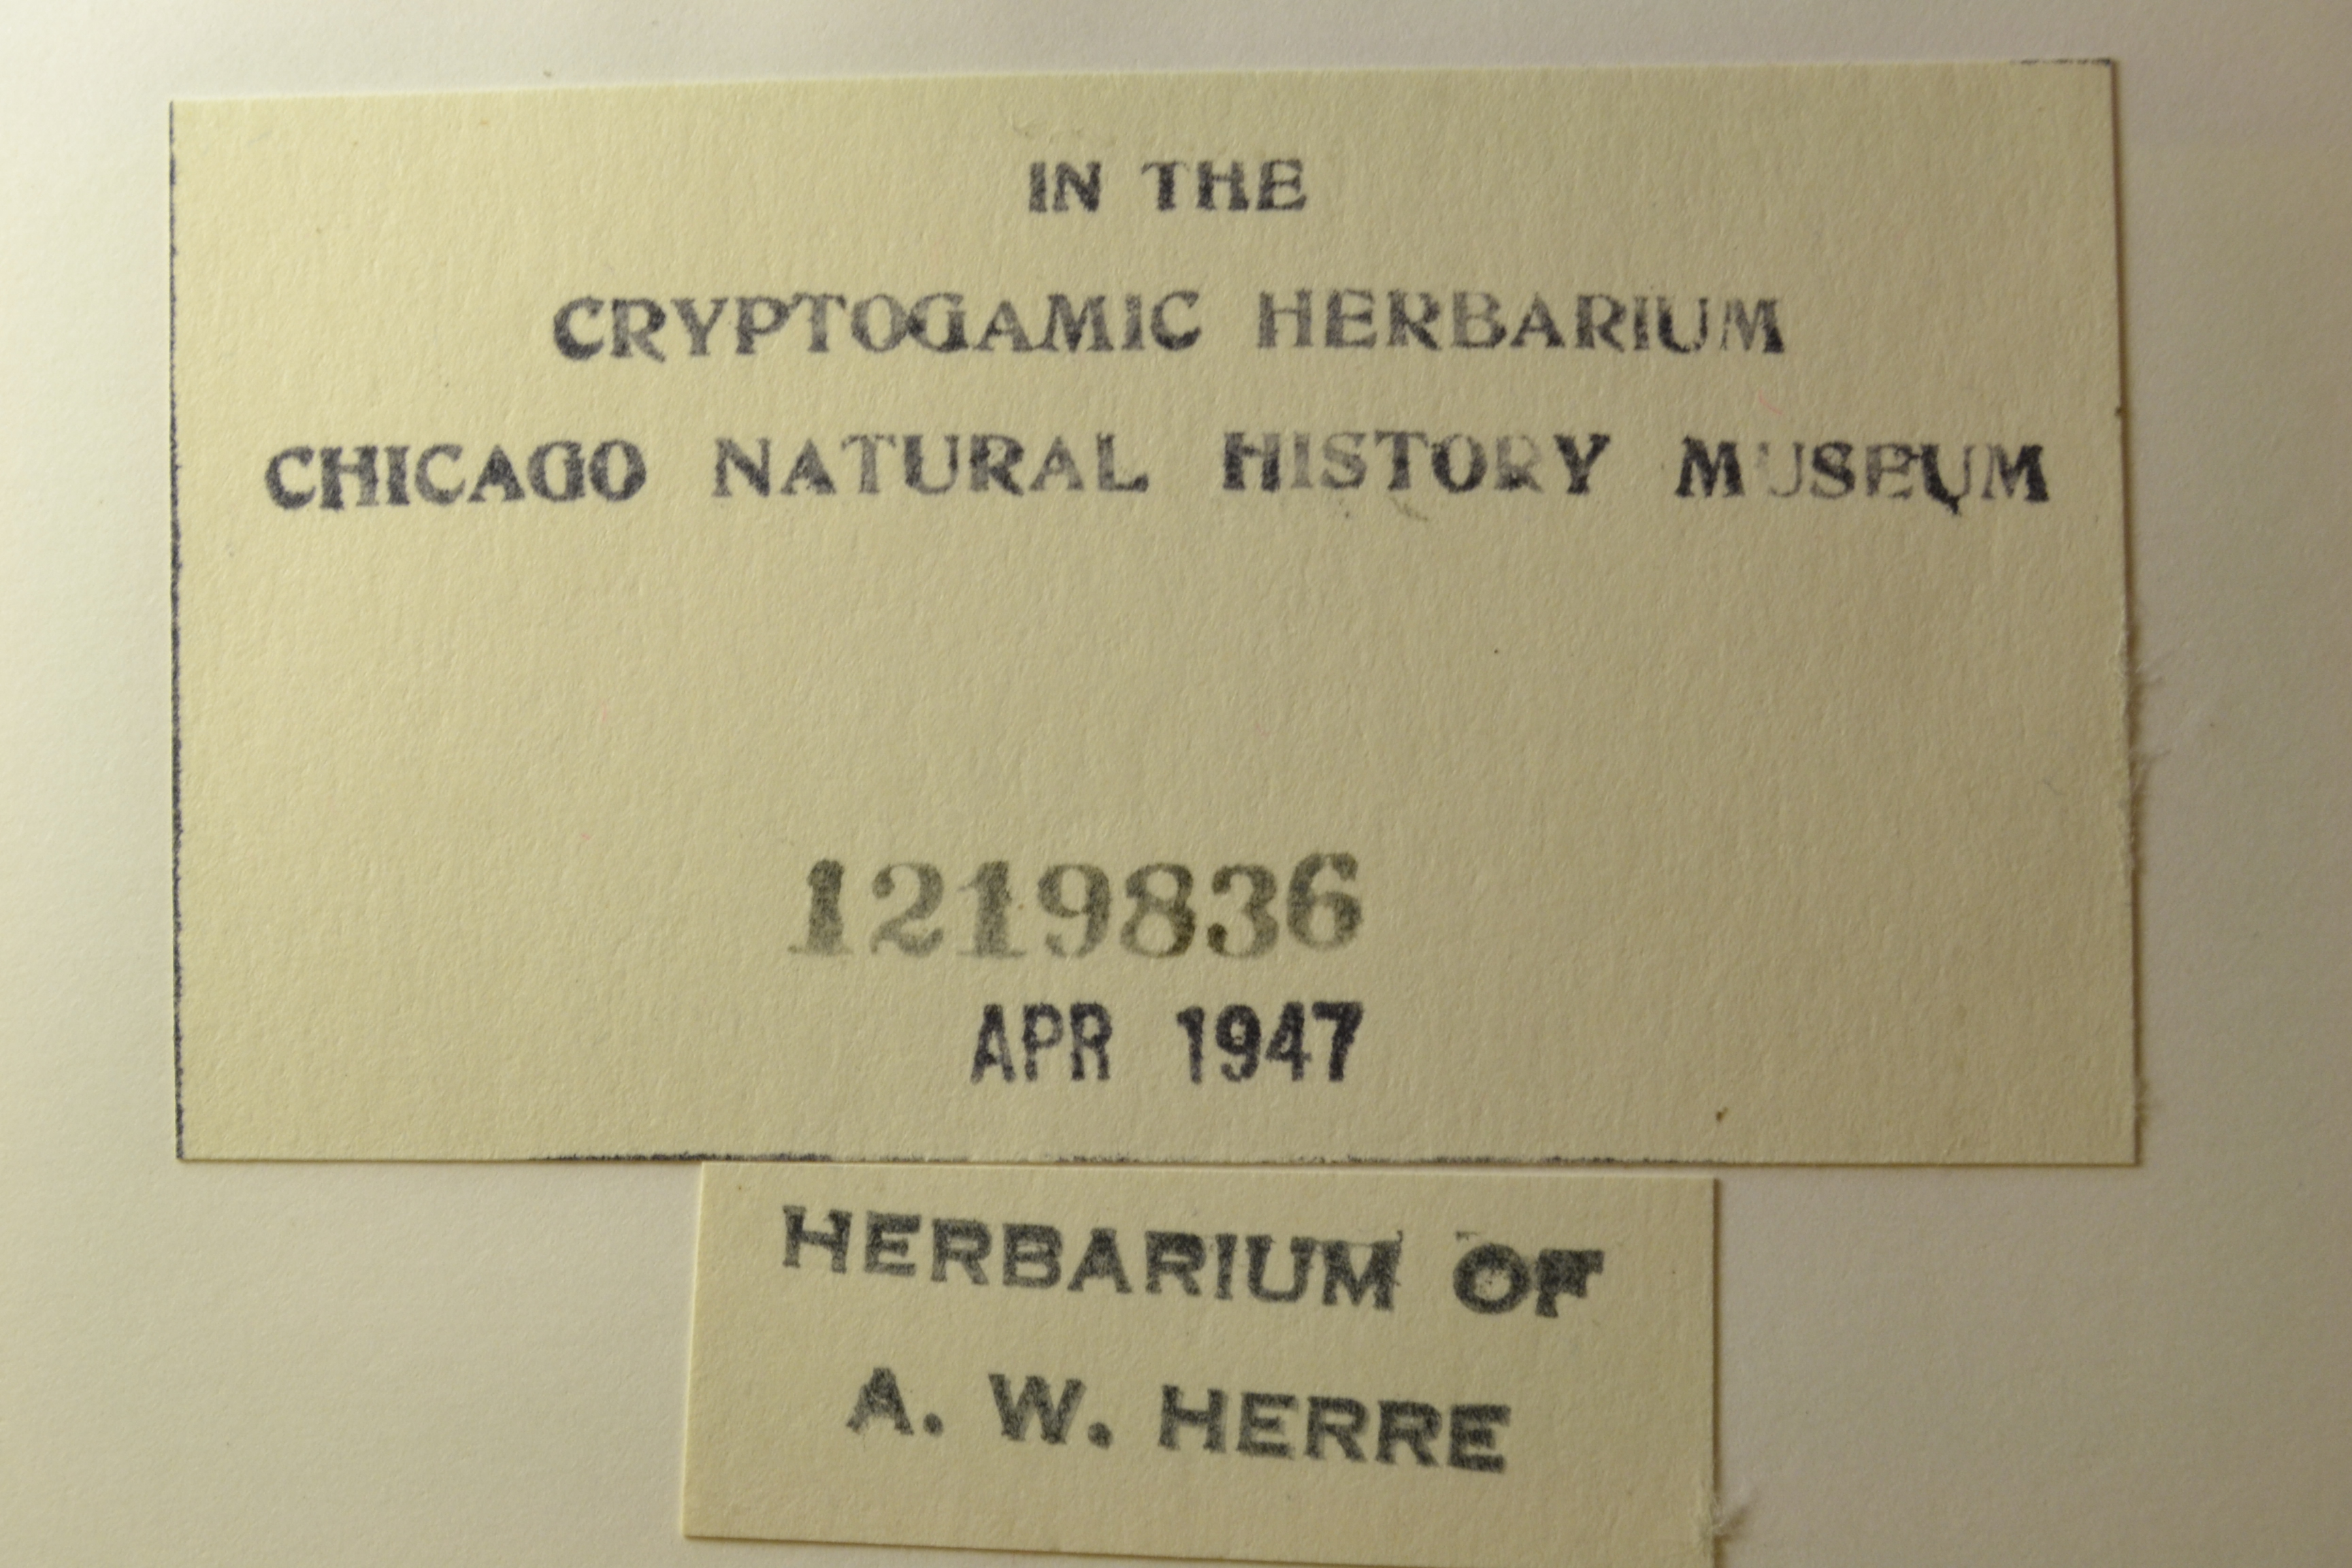 IN THE
CRYPTOGAMIC HERBARIUM
CHICAGO NATURAL HISTORY MUSEUM
1219836
APR 1947
HERBARIUM OF
A. W. HERRE